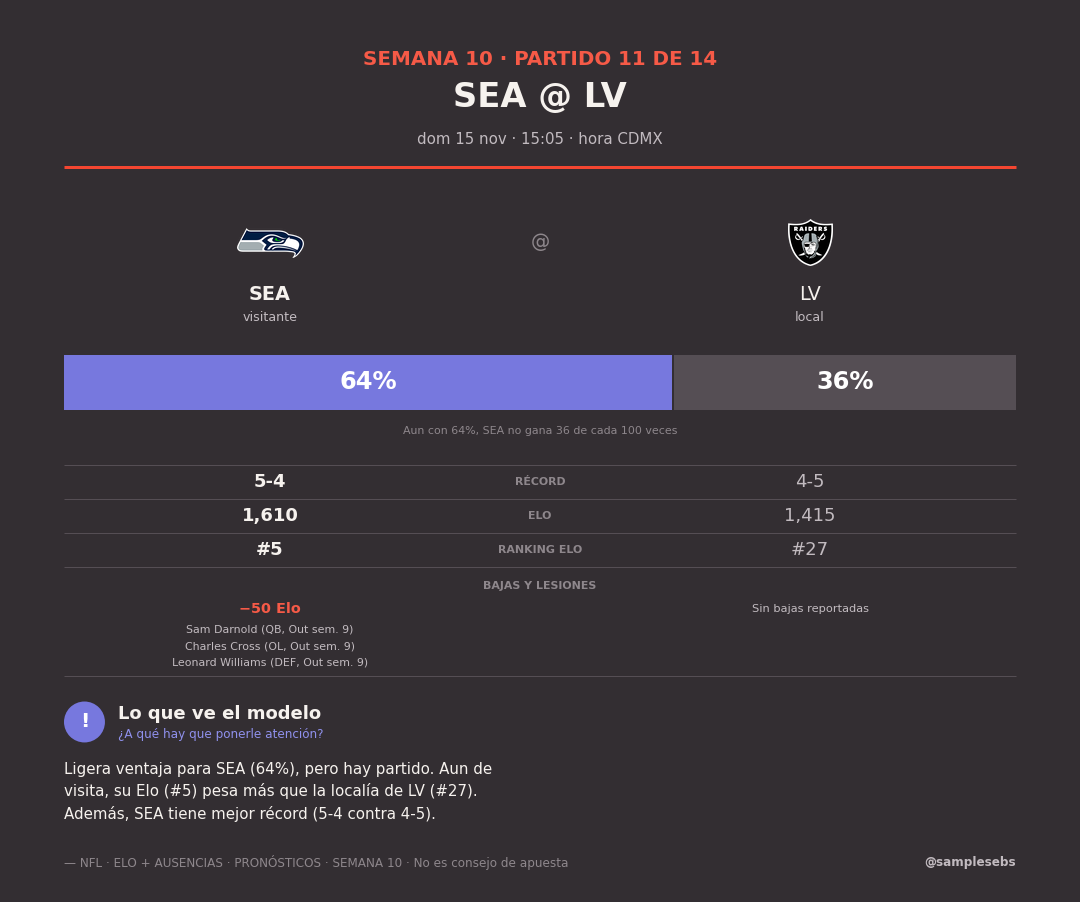 SEMANA 10 · PARTIDO 11 DE 14
SEA @ LV
dom 15 nov · 15:05 · hora CDMX
@
RAIDERS
SEA
LV
visitante
local
64%
36%
Aun con 64%, SEA no gana 36 de cada 100 veces
5-4
RÉCORD
4-5
1,610
ELO
1,415
#5
RANKING ELO
#27
BAJAS Y LESIONES
−50 Elo
Sin bajas reportadas
Sam Darnold (QB, Out sem. 9)
Charles Cross (OL, Out sem. 9)
Leonard Williams (DEF, Out sem. 9)
!
Lo que ve el modelo
¿A qué hay que ponerle atención?
Ligera ventaja para SEA (64%), pero hay partido. Aun de
visita, su Elo (#5) pesa más que la localía de LV (#27).
Además, SEA tiene mejor récord (5-4 contra 4-5).
— NFL · ELO + AUSENCIAS · PRONÓSTICOS · SEMANA 10 · No es consejo de apuesta
@samplesebs